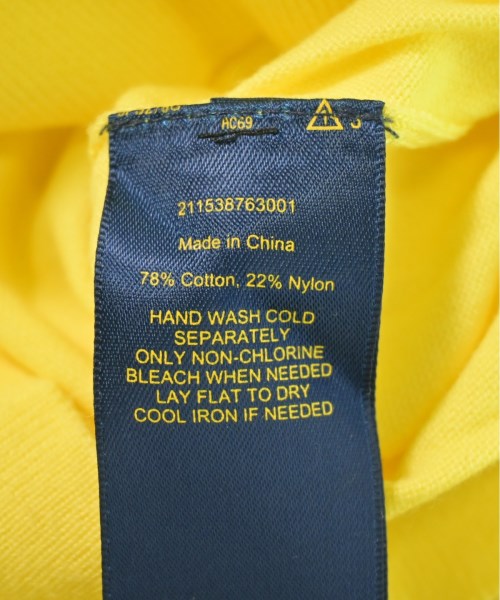 AC69
211538763001
Made in China
78% Cotton, 22% Nylon
HAND WASH COLD
SEPARATELY
ONLY NON-CHLORINE
BLEACH WHEN NEEDED
LAY FLAT TO DRY
COOL IRON IF NEEDED